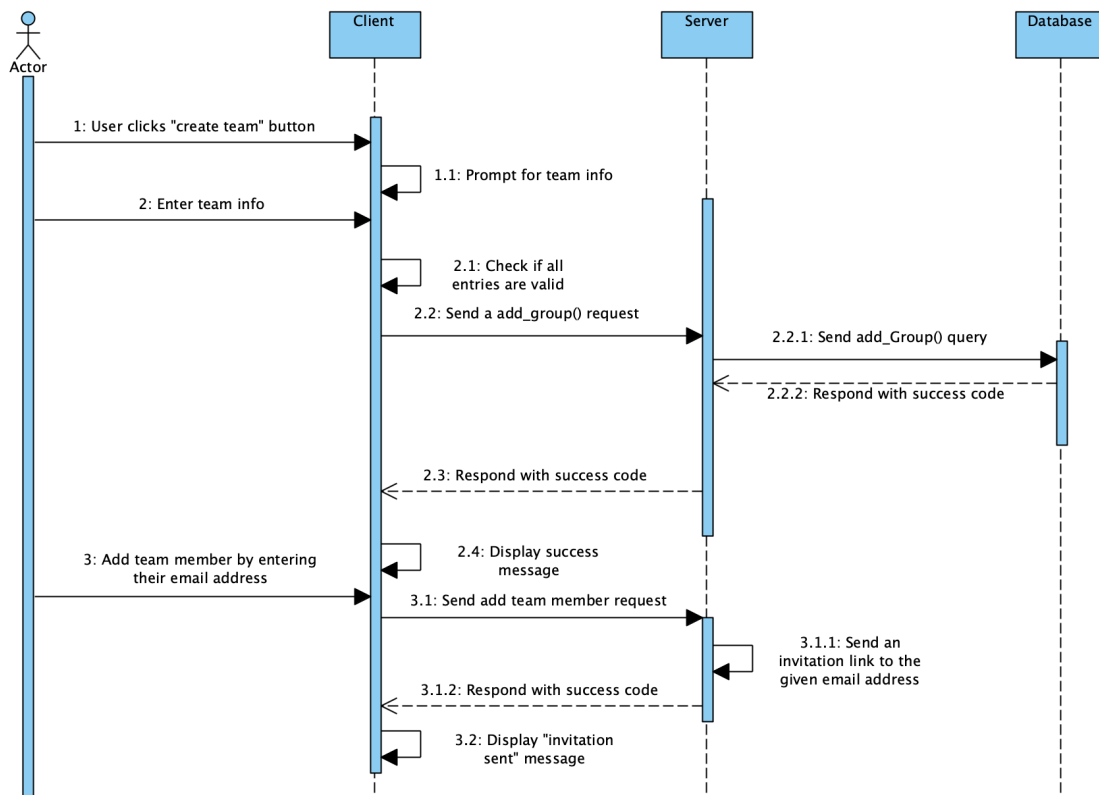 Client
Server
Database
Actor
1: User clicks "create team" button
1.1: Prompt for team info
2: Enter team info
2.1: Check if all
entries are valid
2.2: Send a add_group() request
2.2.1: Send add_Group() query
2.2.2: Respond with success code
2.3: Respond with success code
2.4: Display success
message
3: Add team member by entering
their email address
3.1: Send add team member request
3.1.1: Send an
invitation link to the
given email address
3.1.2: Respond with success code
3.2: Display "invitation
sent" message